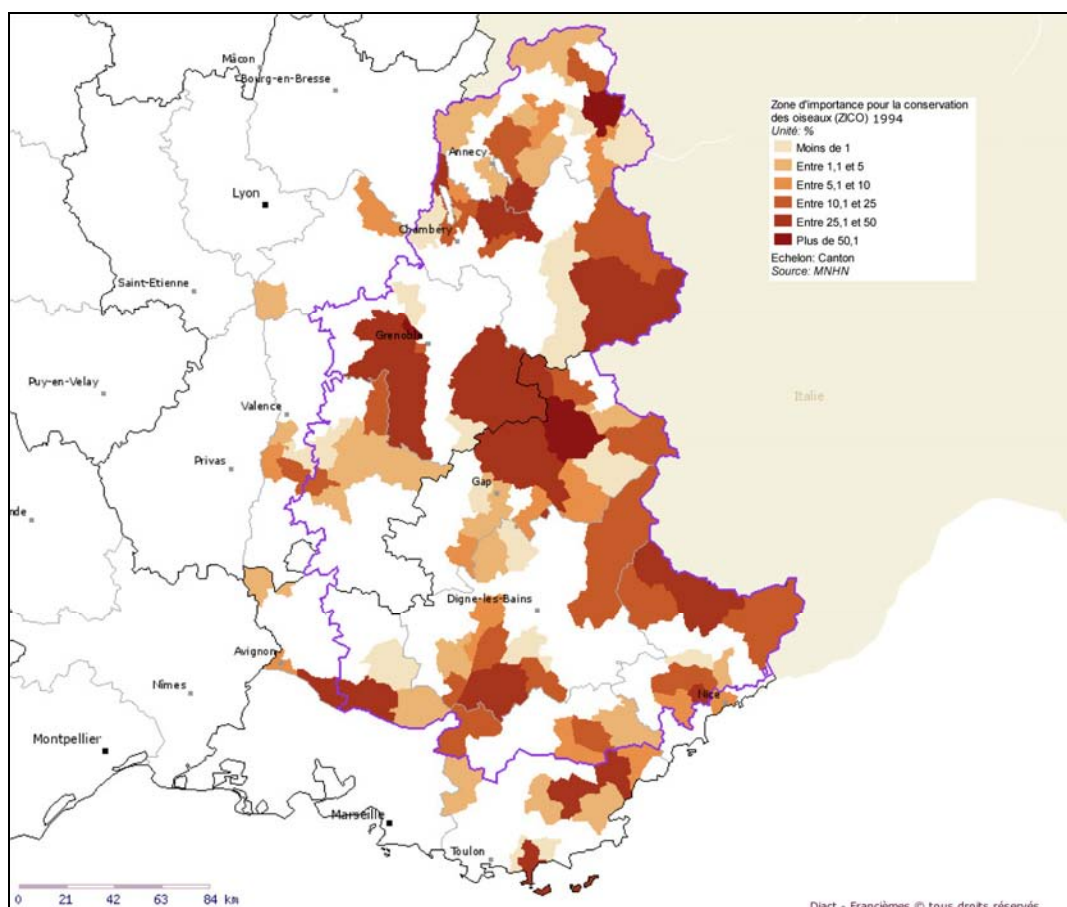 Mâcon
Bourg-en-Bresse
Annecy
Lyon
Chambéry
Saint-Etienne
Grenoble
Puy-en-Velay
Valence
Privas
Gap
nde
Digne-les-Bains
Avignon
Nîmes
Nice
Montpellier
Marseille
Toulon
Italie
Zone d'importance pour la conservation
des oiseaux (ZICO) 1994
Unité: %
Moins de 1
Entre 1,1 et 5
Entre 5,1 et 10
Entre 10,1 et 25
Entre 25,1 et 50
Plus de 50,1
Echelon: Canton
Source: MNHN
0 21 42 63 84 km
Diact - Francièmes © tous droits réservés